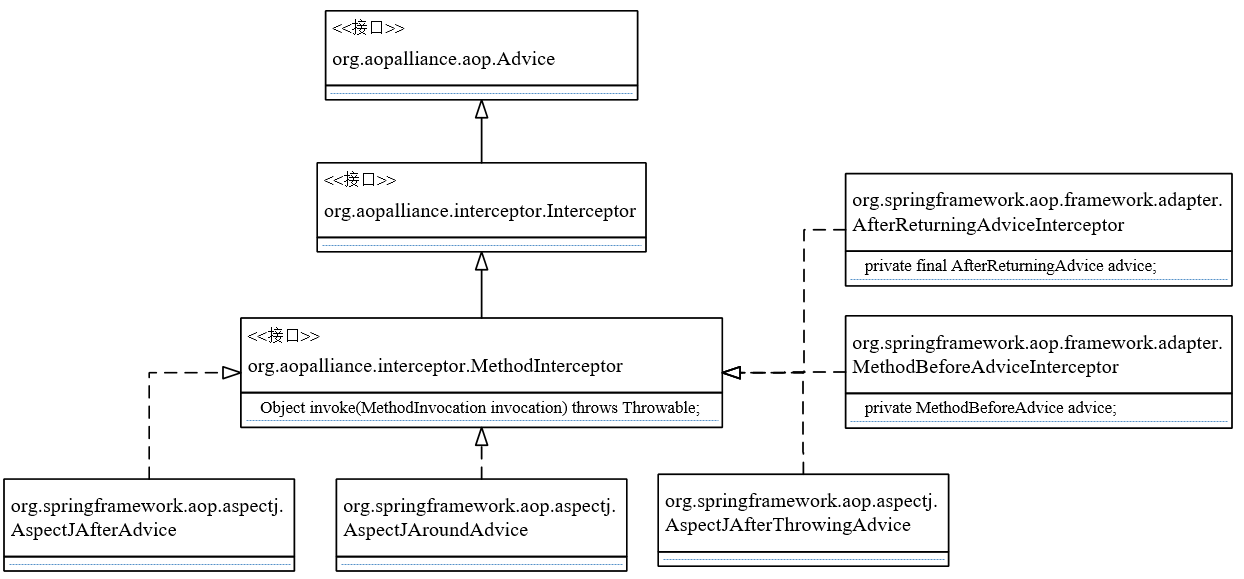 <<接口>>
org.aopalliance.aop.Advice
<<接口>>
org.aopalliance.interceptor.Interceptor
<<接口>>
org.aopalliance.interceptor.MethodInterceptor
Object invoke(MethodInvocation invocation) throws Throwable;
org.springframework.aop.framework.adapter.
AfterReturningAdviceInterceptor
private final AfterReturningAdvice advice;
org.springframework.aop.framework.adapter.
MethodBeforeAdviceInterceptor
private MethodBeforeAdvice advice;
org.springframework.aop.aspectj.
AspectJAfterAdvice
org.springframework.aop.aspectj.
AspectJAroundAdvice
org.springframework.aop.aspectj.
AspectJAfterThrowingAdvice